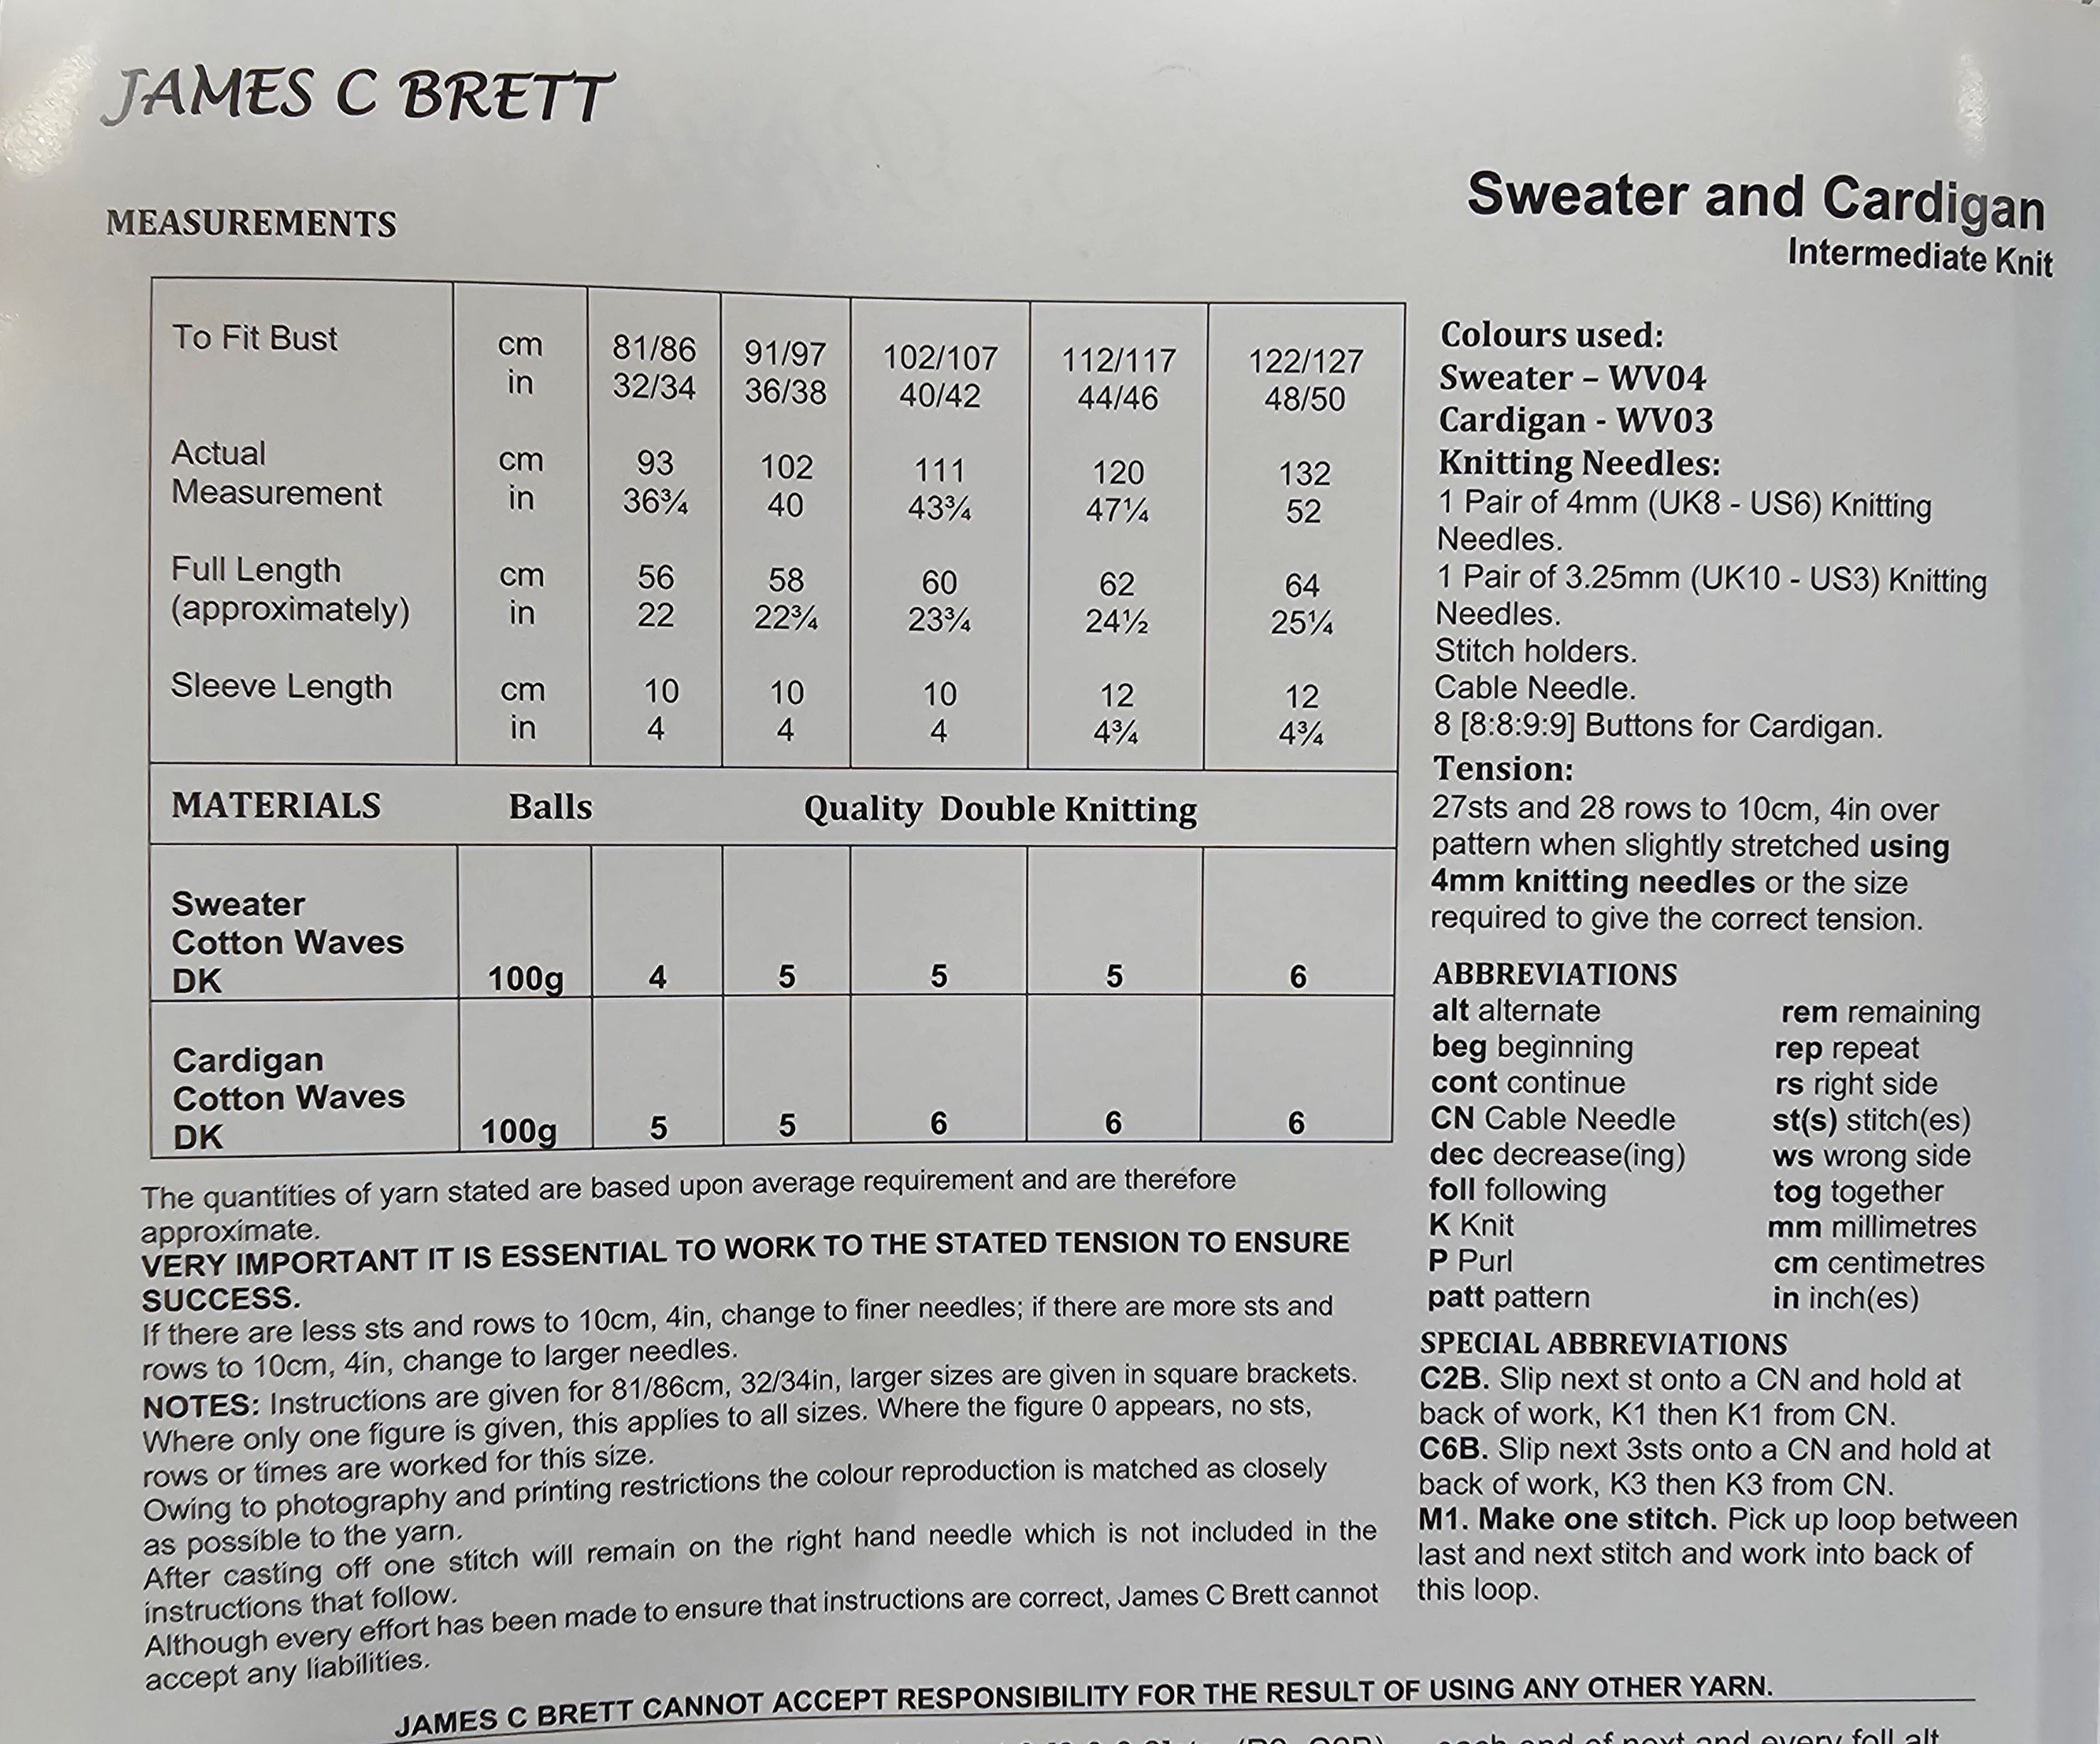 JAMES C BRETT
Sweater and Cardigan
Intermediate Knit
MEASUREMENTS
To Fit Bust cm 81/86 91/97 102/107 112/117 122/127
in 32/34 36/38 40/42 44/46 48/50
Actual cm 93 102 111 120 132
Measurement in 36¾ 40 43¾ 47¼ 52
Full Length cm 56 58 60 62 64
(approximately) in 22 22¾ 23¾ 24½ 25¼
Sleeve Length cm 10 10 10 12 12
in 4 4 4 4¾ 4¾
MATERIALS Balls Quality Double Knitting
Sweater
Cotton Waves
DK 100g 4 5 5 5 6
Cardigan
Cotton Waves
DK 100g 5 5 6 6 6
The quantities of yarn stated are based upon average requirement and are therefore
approximate.
VERY IMPORTANT IT IS ESSENTIAL TO WORK TO THE STATED TENSION TO ENSURE
SUCCESS.
If there are less sts and rows to 10cm, 4in, change to finer needles; if there are more sts and
rows to 10cm, 4in, change to larger needles.
NOTES: Instructions are given for 81/86cm, 32/34in, larger sizes are given in square brackets.
Where only one figure is given, this applies to all sizes. Where the figure 0 appears, no sts,
rows or times are worked for this size.
Owing to photography and printing restrictions the colour reproduction is matched as closely
as possible to the yarn.
After casting off one stitch will remain on the right hand needle which is not included in the
instructions that follow.
Although every effort has been made to ensure that instructions are correct, James C Brett cannot
accept any liabilities.
Colours used:
Sweater – WV04
Cardigan - WV03
Knitting Needles:
1 Pair of 4mm (UK8 - US6) Knitting
Needles.
1 Pair of 3.25mm (UK10 - US3) Knitting
Needles.
Stitch holders.
Cable Needle.
8 [8:8:9:9] Buttons for Cardigan.
Tension:
27sts and 28 rows to 10cm, 4in over
pattern when slightly stretched using
4mm knitting needles or the size
required to give the correct tension.
ABBREVIATIONS
alt alternate rem remaining
beg beginning rep repeat
cont continue rs right side
CN Cable Needle st(s) stitch(es)
dec decrease(ing) ws wrong side
foll following tog together
K Knit mm millimetres
P Purl cm centimetres
patt pattern in inch(es)
SPECIAL ABBREVIATIONS
C2B. Slip next st onto a CN and hold at
back of work, K1 then K1 from CN.
C6B. Slip next 3sts onto a CN and hold at
back of work, K3 then K3 from CN.
M1. Make one stitch. Pick up loop between
last and next stitch and work into back of
this loop.
JAMES C BRETT CANNOT ACCEPT RESPONSIBILITY FOR THE RESULT OF USING ANY OTHER YARN.
each end of next and every foll alt